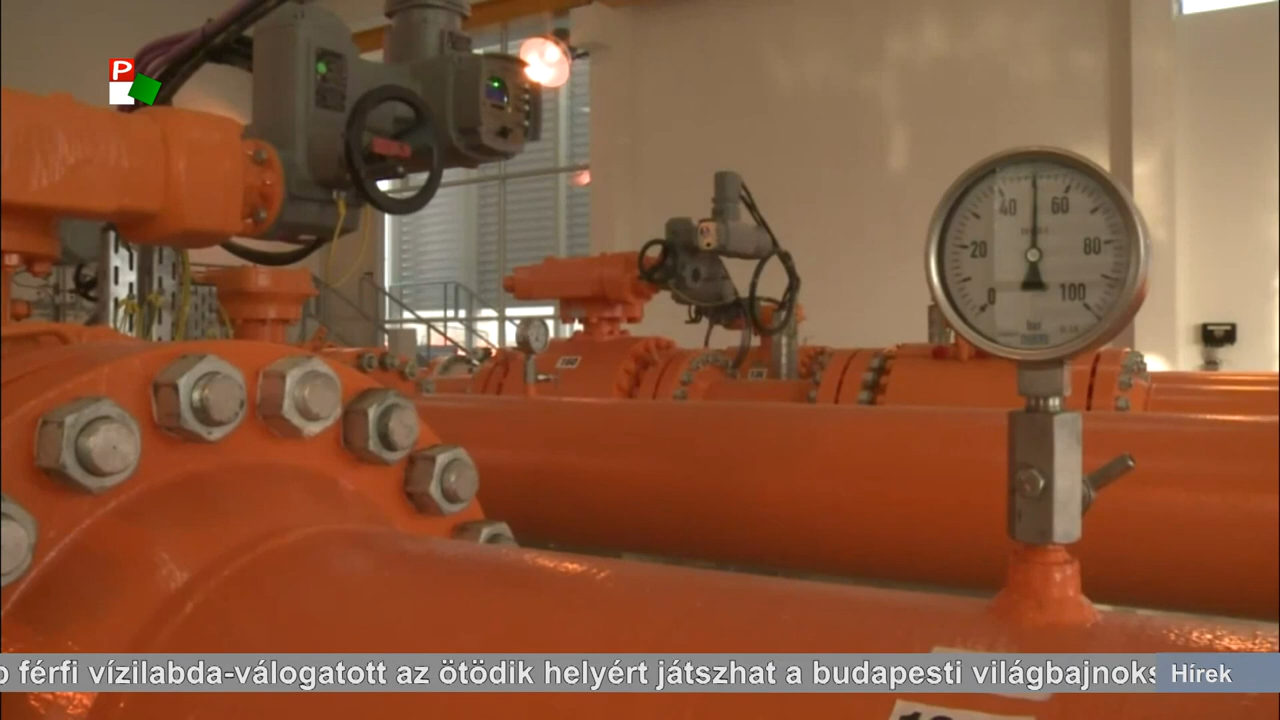 P
40 60
20 80
0 100
bar
férfi vízilabda-válogatott az ötödik helyért játszhat a budapesti világbajnoks
Hírek